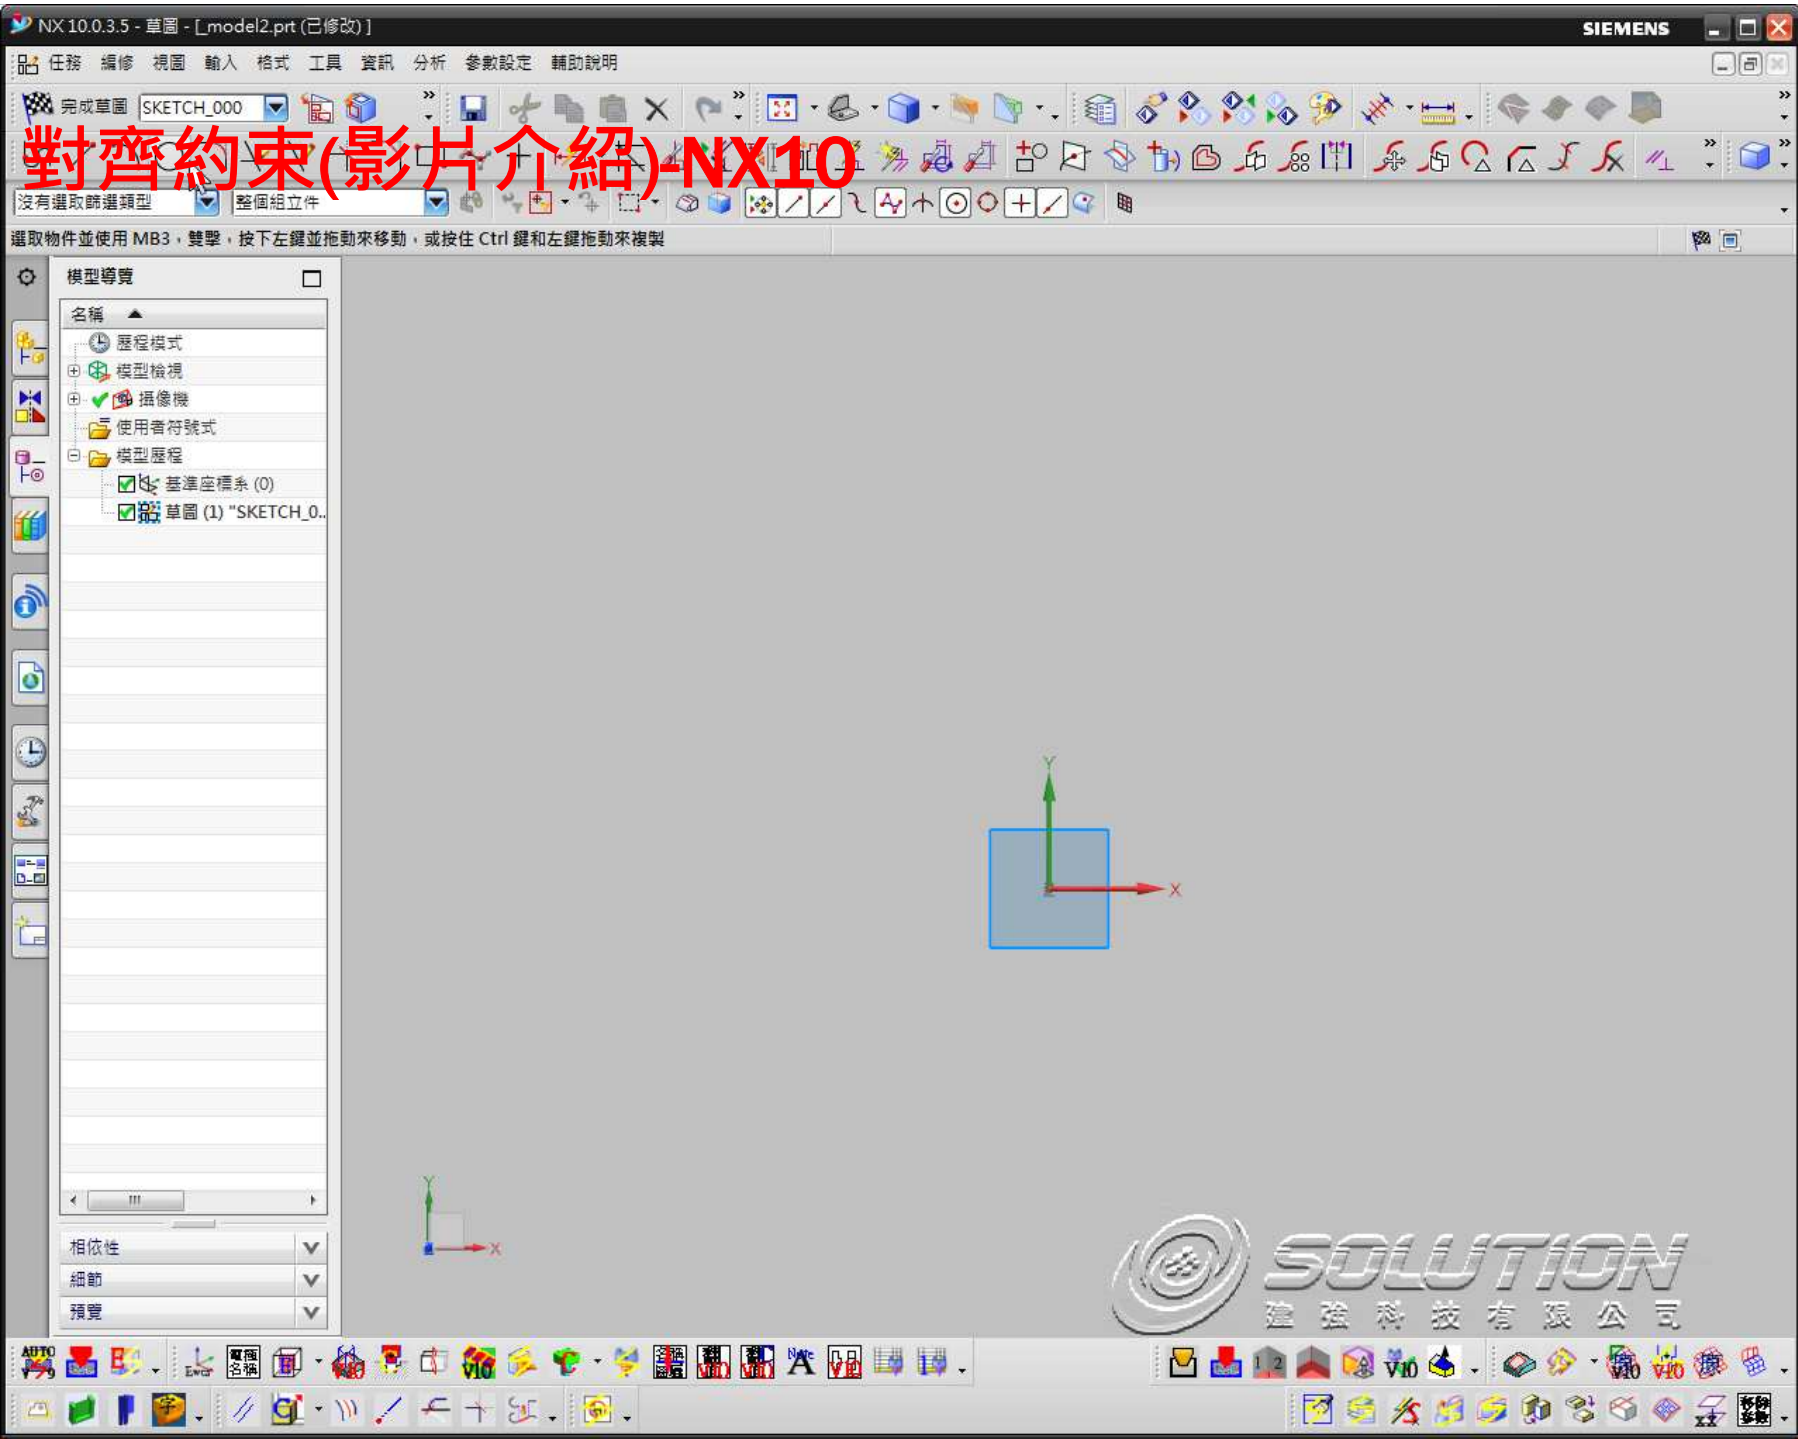 NX 10.0.3.5 - 草圖 - [_model2.prt (已修改) ]
SIEMENS
任務 編修 視圖 輸入 格式 工具 資訊 分析 參數設定 輔助說明
完成草圖 SKETCH_000
對齊約束(影片介紹)-NX10
沒有選取篩選類型 整個組立件
選取物件並使用 MB3，雙擊，按下左鍵並拖動來移動，或按住 Ctrl 鍵和左鍵拖動來複製
模型導覽
名稱
歷程模式
模型檢視
攝像機
使用者符號式
模型歷程
基準座標系 (0)
草圖 (1) "SKETCH_0..
Y
X
Y
X
相依性
細節
預覽
SOLUTION
建強科技有限公司